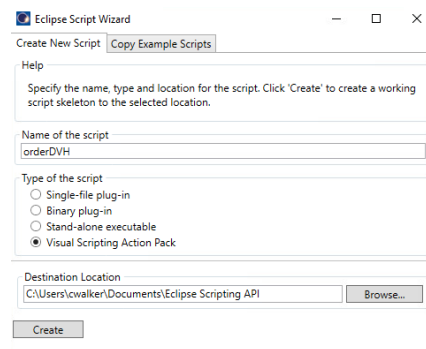 Eclipse Script Wizard
Create New Script Copy Example Scripts
Help
Specify the name, type and location for the script. Click 'Create' to create a working
script skeleton to the selected location.
Name of the script
orderDVH
Type of the script
Single-file plug-in
Binary plug-in
Stand-alone executable
Visual Scripting Action Pack
Destination Location
C:\Users\cwalker\Documents\Eclipse Scripting API Browse...
Create